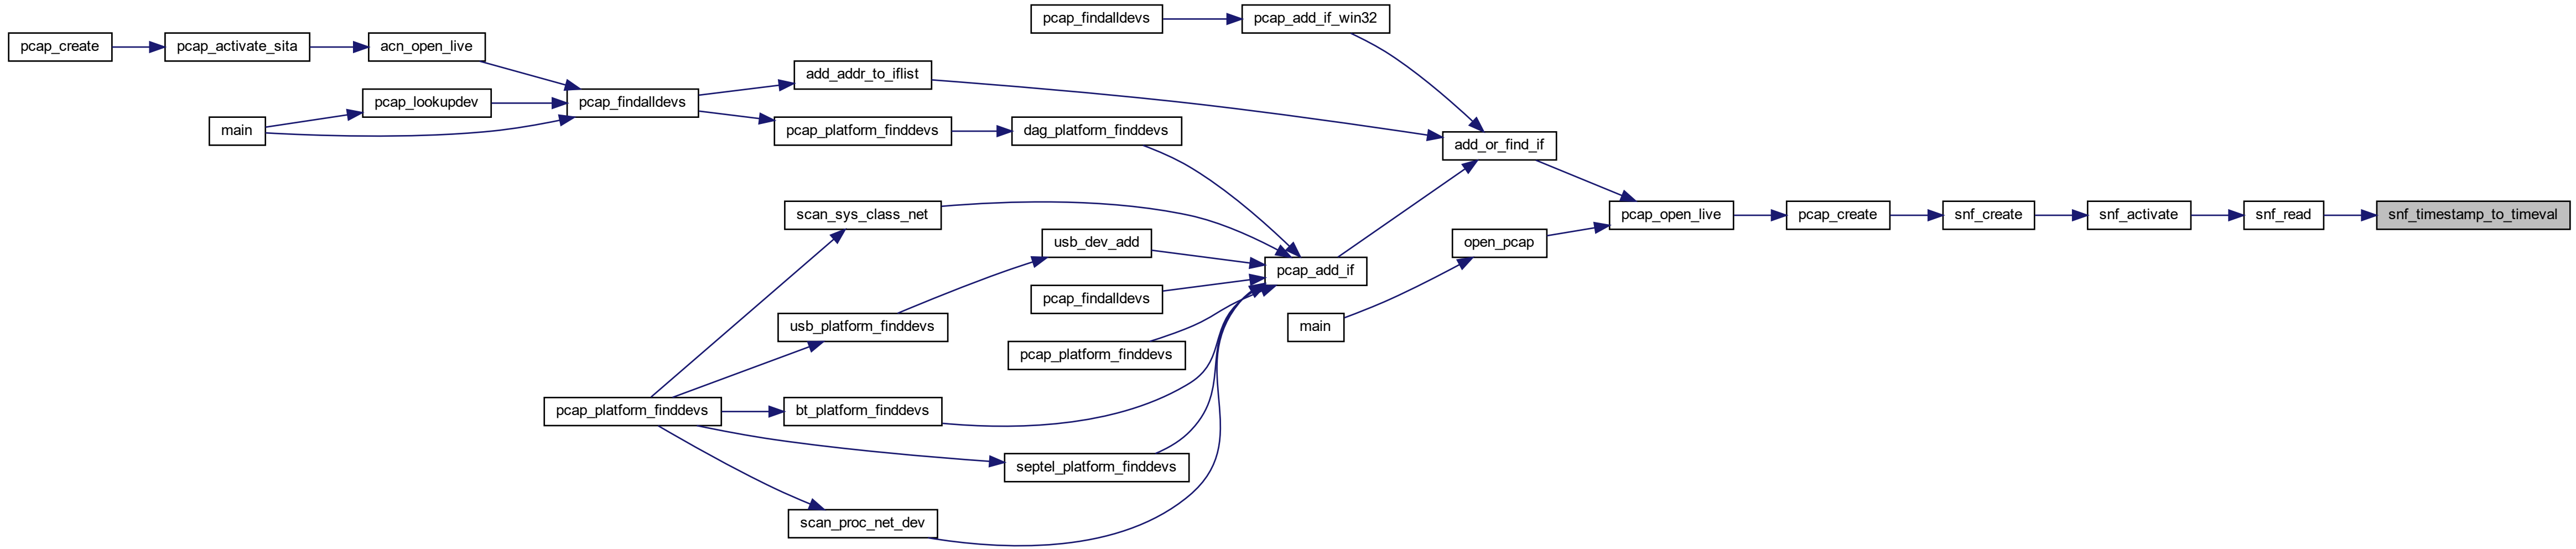 pcap_findalldevs
pcap_add_if_win32
pcap_create
pcap_activate_sita
acn_open_live
add_addr_to_iflist
pcap_lookupdev
pcap_findalldevs
main
pcap_platform_finddevs
dag_platform_finddevs
add_or_find_if
scan_sys_class_net
pcap_open_live
pcap_create
snf_create
snf_activate
snf_read
snf_timestamp_to_timeval
usb_dev_add
open_pcap
pcap_add_if
pcap_findalldevs
usb_platform_finddevs
main
pcap_platform_finddevs
pcap_platform_finddevs
bt_platform_finddevs
septel_platform_finddevs
scan_proc_net_dev